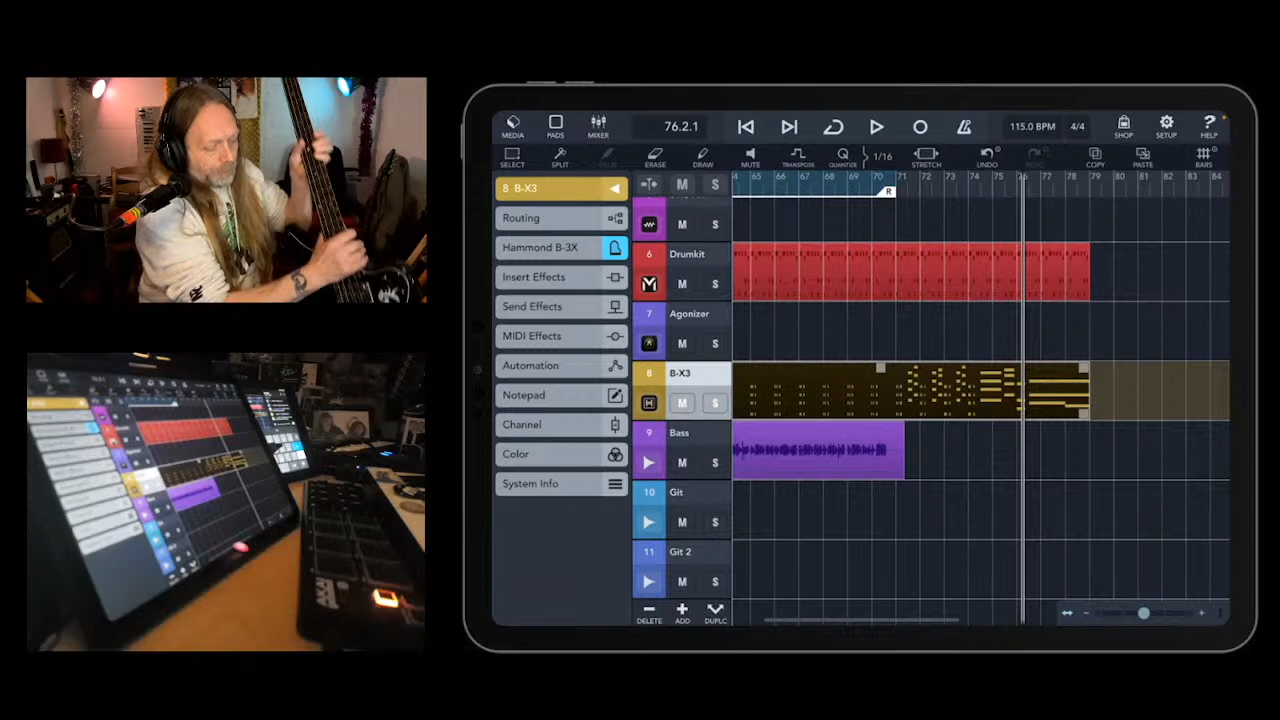 MEDIA PADS MIXER 76.2.1 115.0 BPM 4/4 SHOP SETUP HELP
SELECT SPLIT ERASE DRAW MUTE TRANSPOSE QUANTIZE 1/16 STRETCH UNDO COPY PASTE BARS
65 66 67 68 69 70 71 72 73 74 75 76 77 78 79 80 81 82 83 84
R
8 B-X3
M S
Routing
M S
Hammond B-3X
6 Drumkit
Insert Effects
M S
Send Effects
7 Agonizer
MIDI Effects
M S
Automation
8 B-X3
Notepad
M S
Channel
9 Bass
Color
M S
System Info
10 Git
M S
11 Git 2
M S
DELETE ADD DUPLC